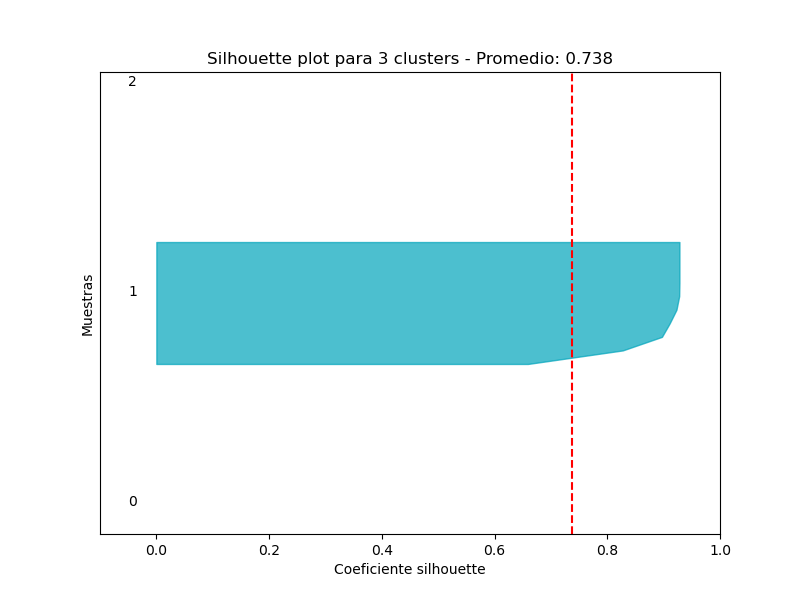 Silhouette plot para 3 clusters - Promedio: 0.738
2
1
0
Muestras
0.0 0.2 0.4 0.6 0.8 1.0
Coeficiente silhouette